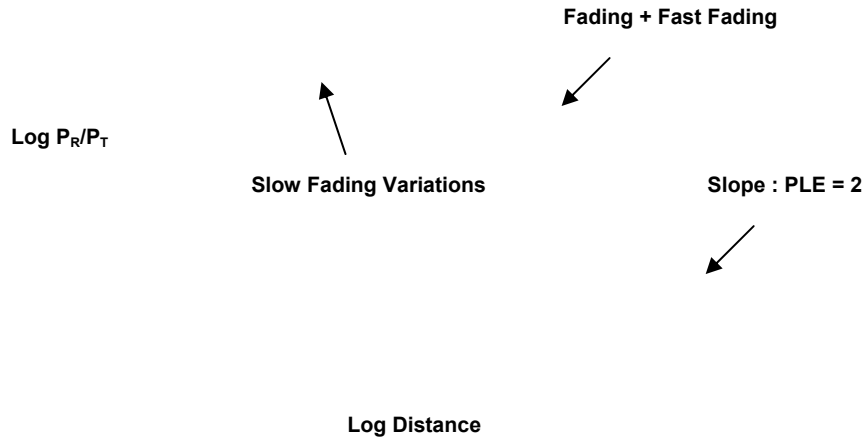 Fading + Fast Fading
Log PR/PT
Slow Fading Variations
Slope : PLE = 2
Log Distance